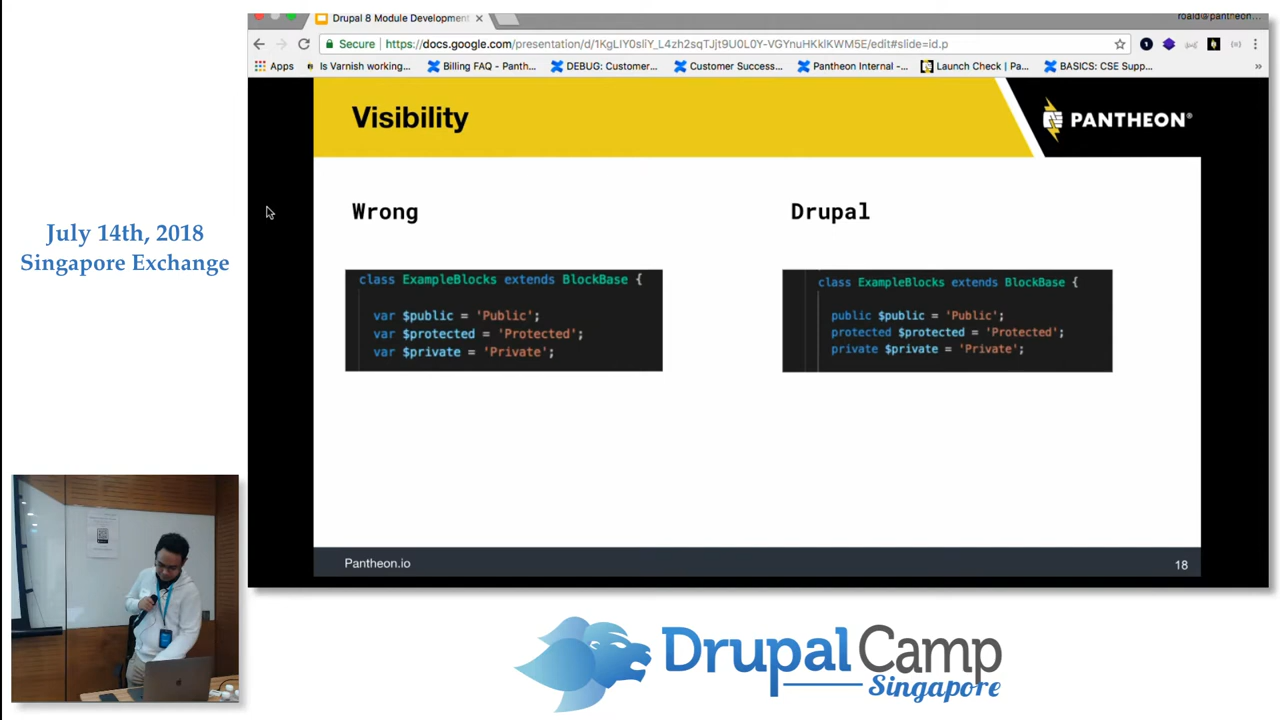 Drupal 8 Module Development
roald@pantheon...
Secure
https://docs.google.com/presentation/d/1KgLIY0sliY_L4zh2sqTJjt9U0L0Y-VGYnuHKklKWM5E/edit#slide=id.p
Apps
Is Varnish working...
Billing FAQ - Panth...
DEBUG: Customer...
Customer Success...
Pantheon Internal -...
Launch Check | Pa...
BASICS: CSE Supp...
»
Visibility
PANTHEON®
Wrong
Drupal
class ExampleBlocks extends BlockBase {
var $public = 'Public';
var $protected = 'Protected';
var $private = 'Private';
class ExampleBlocks extends BlockBase {
public $public = 'Public';
protected $protected = 'Protected';
private $private = 'Private';
July 14th, 2018
Singapore Exchange
Pantheon.io
18
DrupalCamp
Singapore